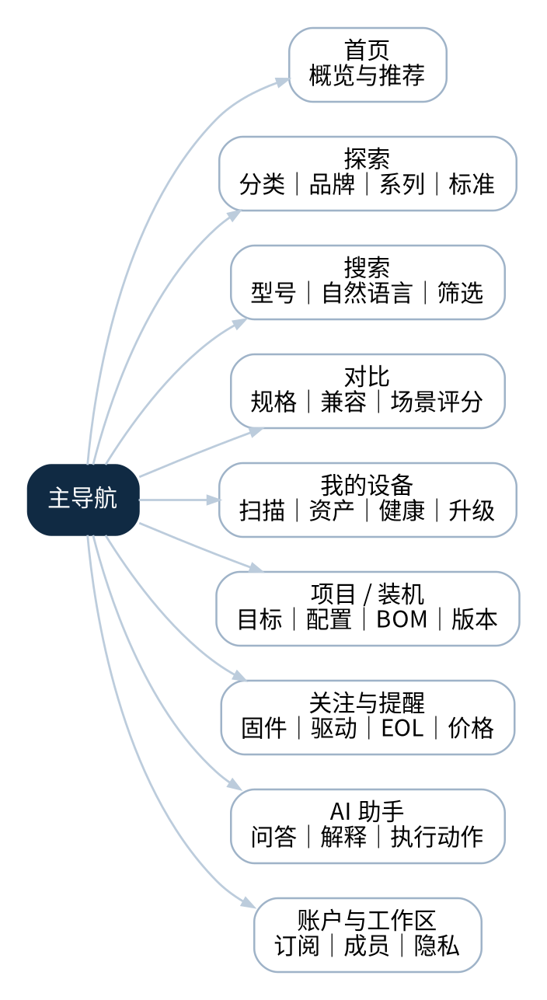 首页
概览与推荐
探索
分类｜品牌｜系列｜标准
搜索
型号｜自然语言｜筛选
对比
规格｜兼容｜场景评分
主导航
我的设备
扫描｜资产｜健康｜升级
项目 / 装机
目标｜配置｜BOM｜版本
关注与提醒
固件｜驱动｜EOL｜价格
AI 助手
问答｜解释｜执行动作
账户与工作区
订阅｜成员｜隐私